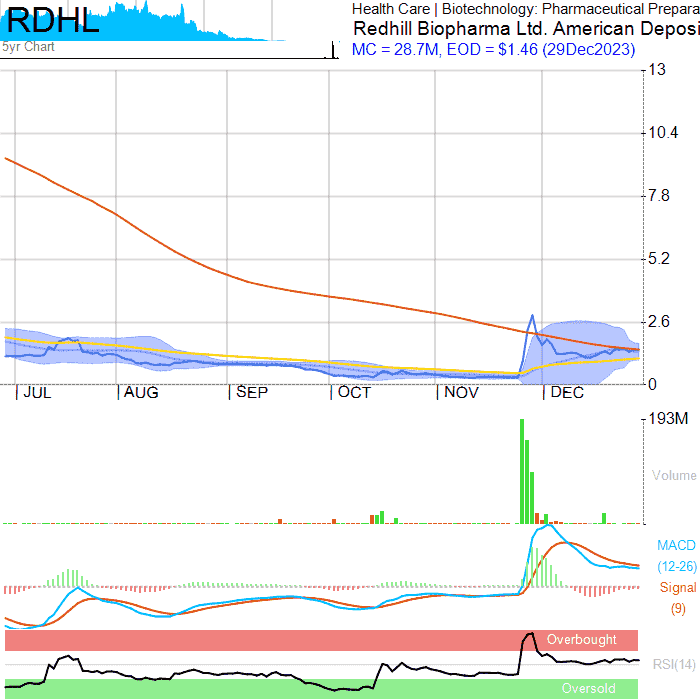 RDHL
5yr Chart
Health Care | Biotechnology: Pharmaceutical Prepara
Redhill Biopharma Ltd. American Deposi
MC = 28.7M, EOD = $1.46 (29Dec2023)
13
10.4
7.8
5.2
2.6
0
JUL AUG SEP OCT NOV DEC
193M
Volume
MACD
(12-26)
Signal
(9)
Overbought
RSI(14)
Oversold